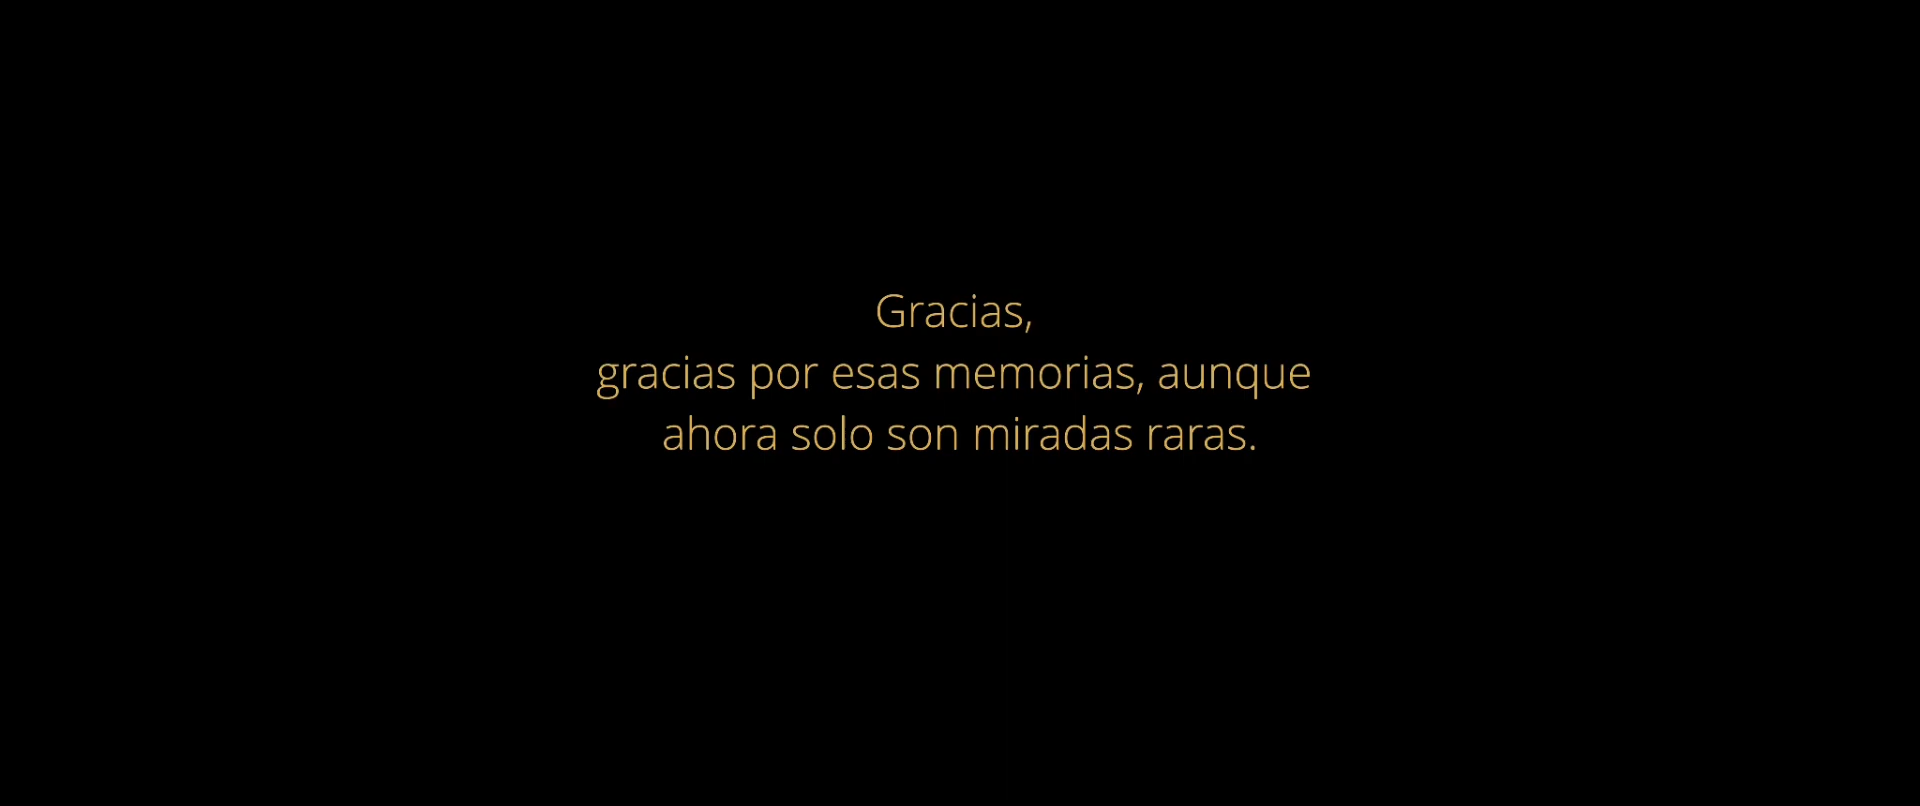 Gracias,
gracias por esas memorias, aunque
ahora solo son miradas raras.